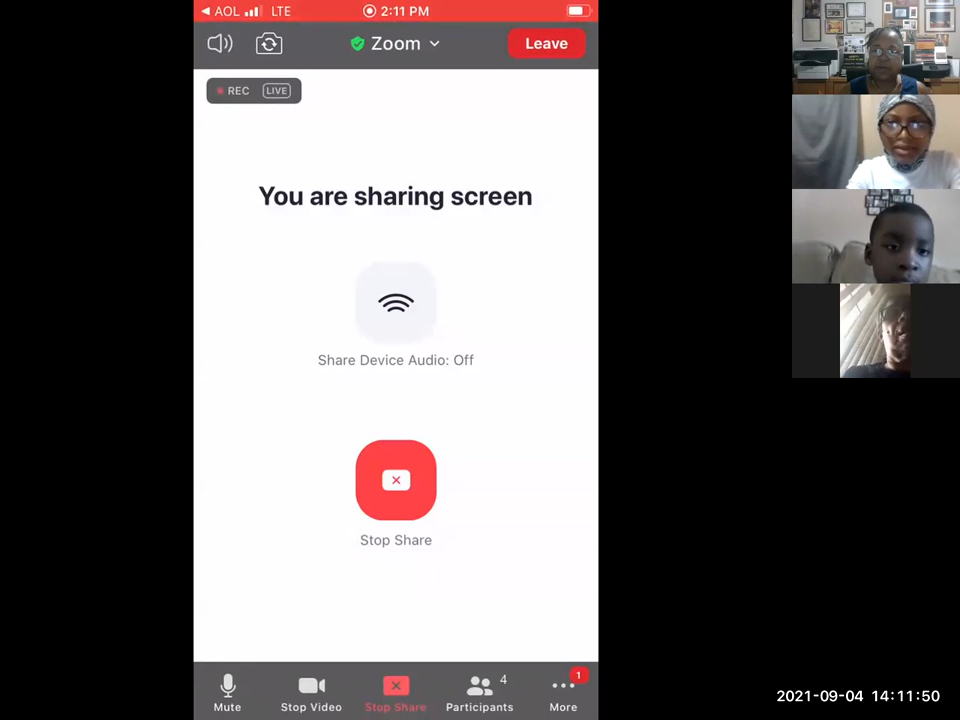 AOL LTE 2:11 PM
Zoom Leave
REC LIVE
You are sharing screen
Share Device Audio: Off
Stop Share
Mute Stop Video Stop Share Participants 4 More 1
2021-09-04 14:11:50